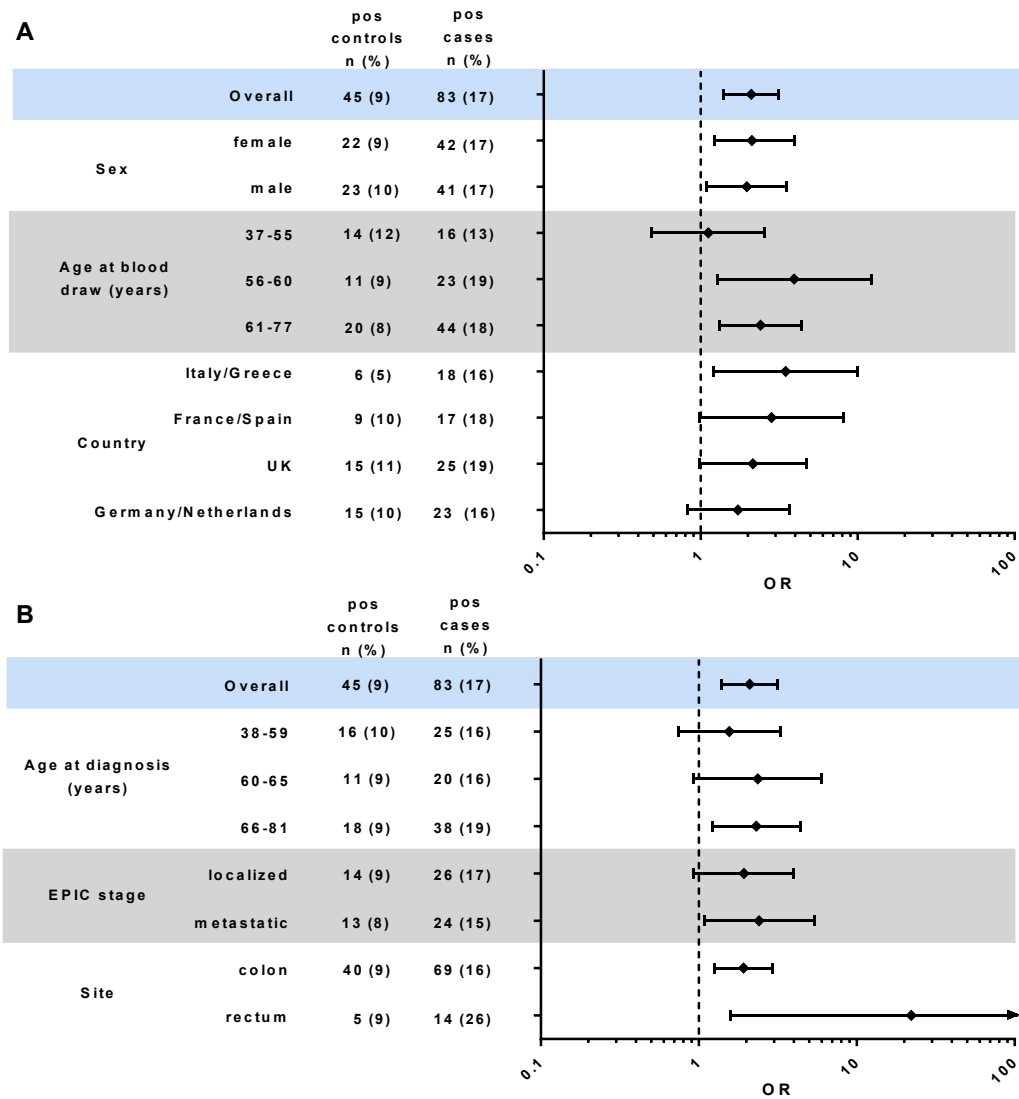 A
pos controls n (%)
pos cases n (%)
Overall 45 (9) 83 (17)
female 22 (9) 42 (17)
Sex
male 23 (10) 41 (17)
37-55 14 (12) 16 (13)
Age at blood draw (years)
56-60 11 (9) 23 (19)
61-77 20 (8) 44 (18)
Italy/Greece 6 (5) 18 (16)
France/Spain 9 (10) 17 (18)
Country
UK 15 (11) 25 (19)
Germany/Netherlands 15 (10) 23 (16)
0.1 1 10 100
OR
B
pos controls n (%)
pos cases n (%)
Overall 45 (9) 83 (17)
38-59 16 (10) 25 (16)
Age at diagnosis (years)
60-65 11 (9) 20 (16)
66-81 18 (9) 38 (19)
localized 14 (9) 26 (17)
EPIC stage
metastatic 13 (8) 24 (15)
colon 40 (9) 69 (16)
Site
rectum 5 (9) 14 (26)
0.1 1 10 100
OR